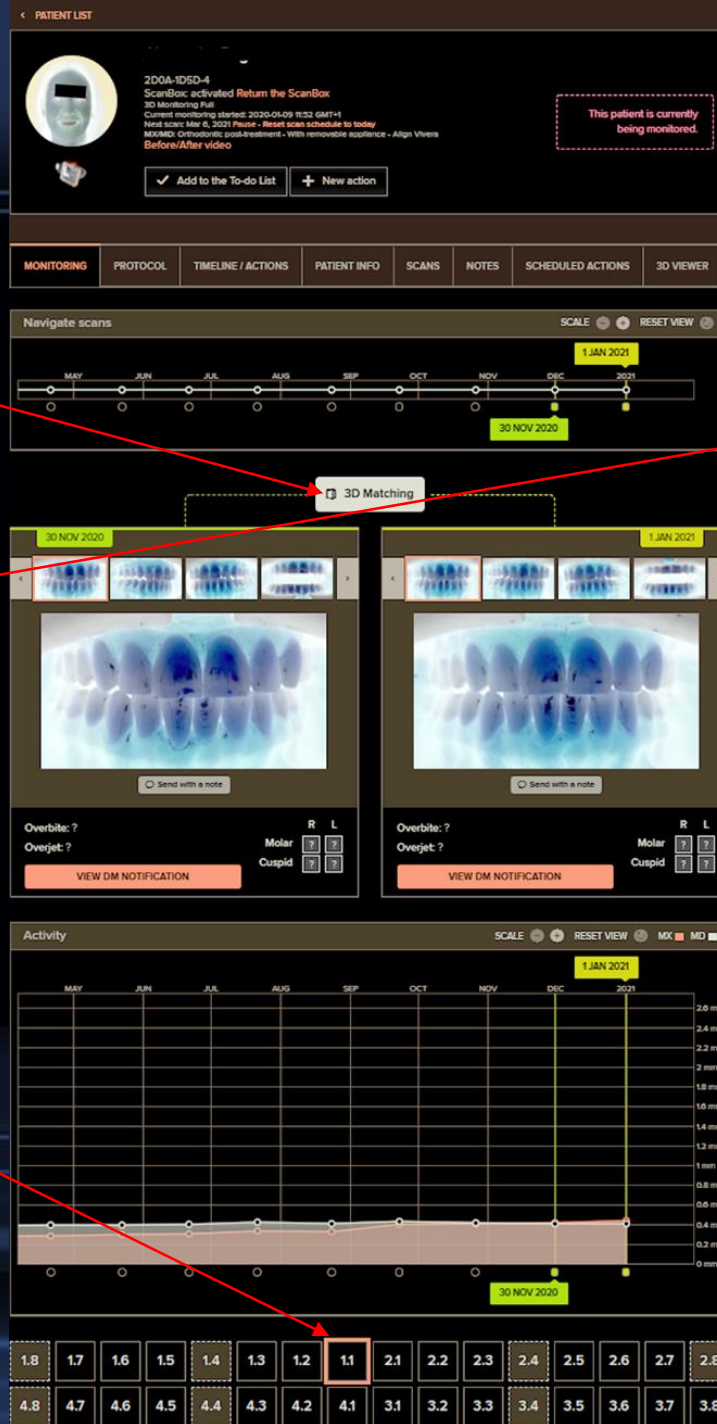 < PATIENT LIST
2D0A-1D5D-4
ScanBox: activated Return the ScanBox
3D Monitoring Full
Current monitoring started: 2020-01-09 11:52 GMT+1
Next scan: Mar 6, 2021 Pause - Reset scan schedule to today
MX/MD: Orthodontic post-treatment - With removable appliance - Align Vivera
Before/After video
This patient is currently
being monitored.
Add to the To-do List
New action
MONITORING PROTOCOL TIMELINE / ACTIONS PATIENT INFO SCANS NOTES SCHEDULED ACTIONS 3D VIEWER
Navigate scans SCALE RESET VIEW
1 JAN 2021
MAY JUN JUL AUG SEP OCT NOV DEC 2021
30 NOV 2020
3D Matching
30 NOV 2020
1 JAN 2021
Send with a note
Send with a note
Overbite: ?
Overjet: ?
R L
Molar ? ?
Cuspid ? ?
VIEW DM NOTIFICATION
Overbite: ?
Overjet: ?
R L
Molar ? ?
Cuspid ? ?
VIEW DM NOTIFICATION
Activity SCALE RESET VIEW MX MD
1 JAN 2021
MAY JUN JUL AUG SEP OCT NOV DEC 2021
2.6 m
2.4 m
2.2 m
2 mm
1.8 m
1.6 m
1.4 m
1.2 m
1 mm
0.8 m
0.6 m
0.4 m
0.2 m
0 mm
30 NOV 2020
1.8 1.7 1.6 1.5 1.4 1.3 1.2 1.1 2.1 2.2 2.3 2.4 2.5 2.6 2.7 2.8
4.8 4.7 4.6 4.5 4.4 4.3 4.2 4.1 3.1 3.2 3.3 3.4 3.5 3.6 3.7 3.8